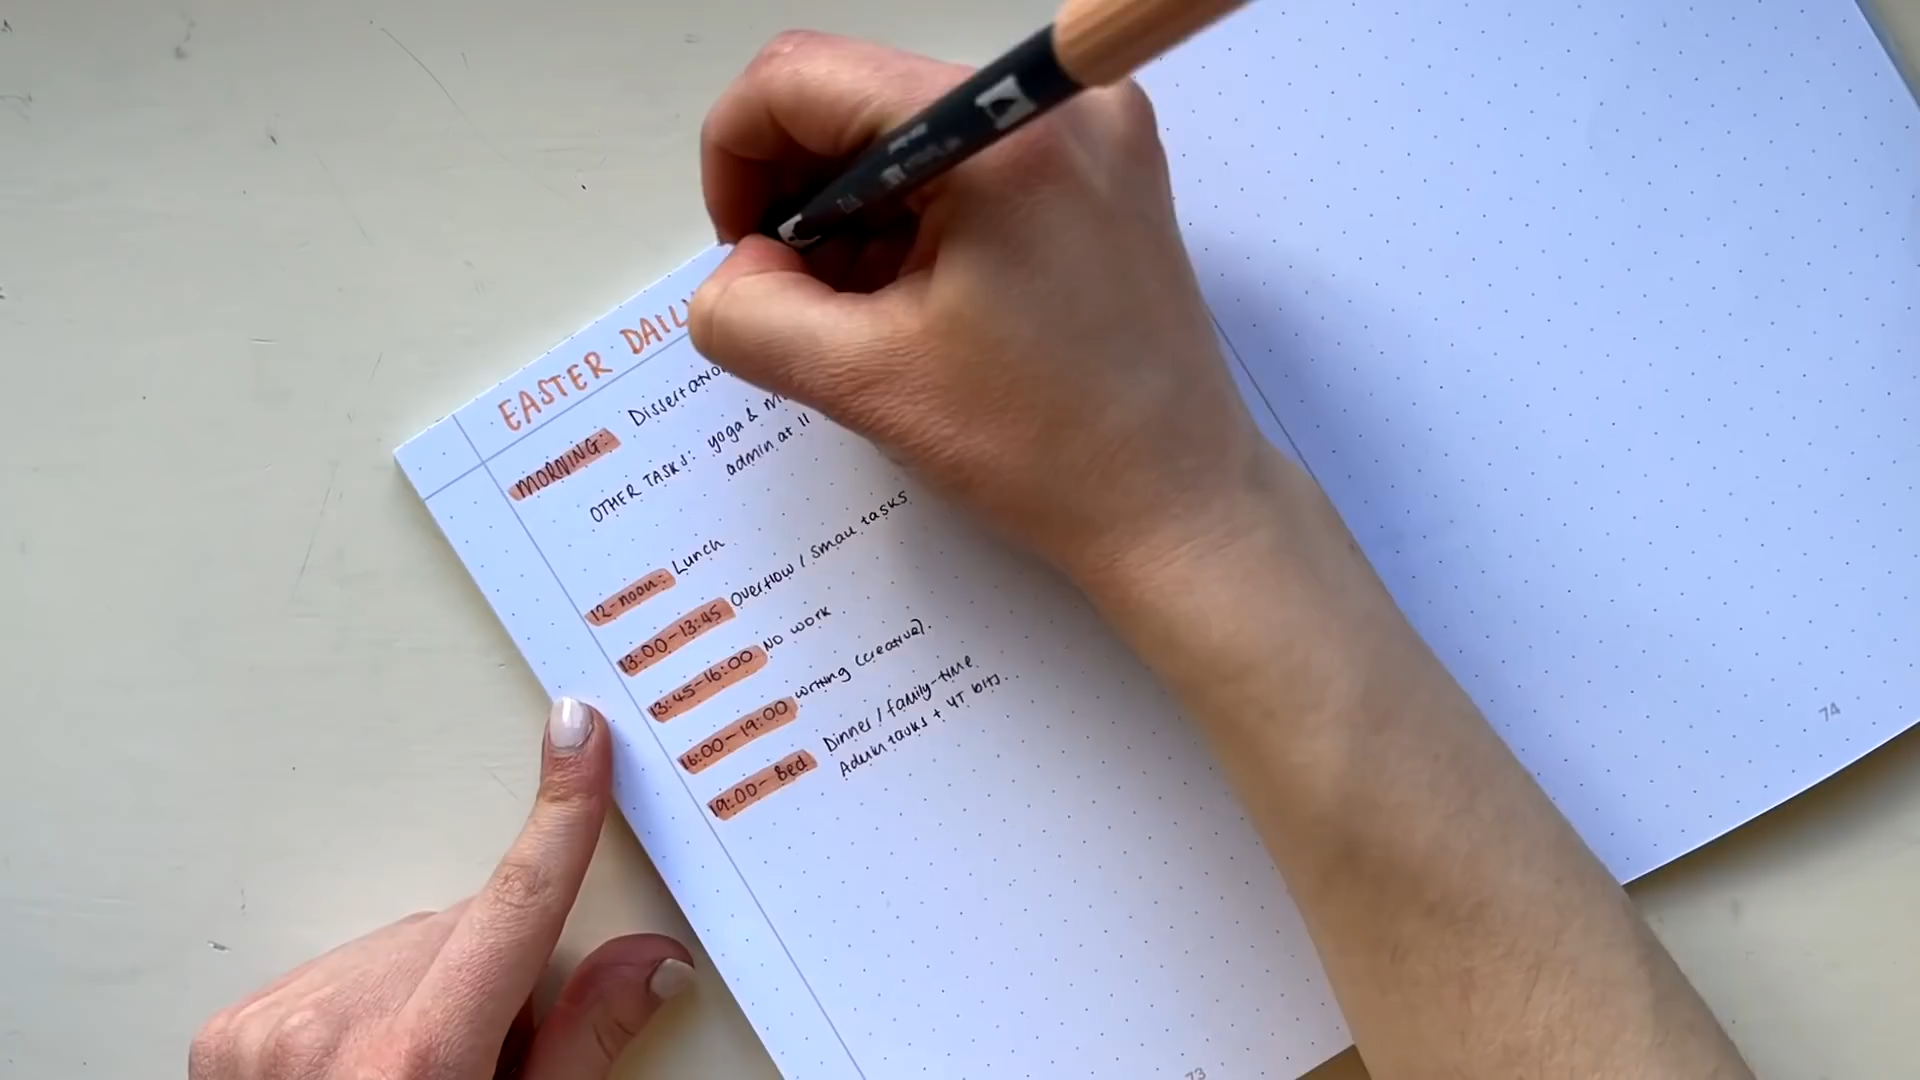 EASTER DAILY
MORNING: Dissertation
OTHER TASKS: yoga &
admin at 11
12-noon: Lunch
13:00-13:45 Overflow / small tasks
13:45-16:00 No work
16:00-19:00 writing (creative).
19:00- Bed Dinner / family-time
Admin tasks + YT bits.
73
74